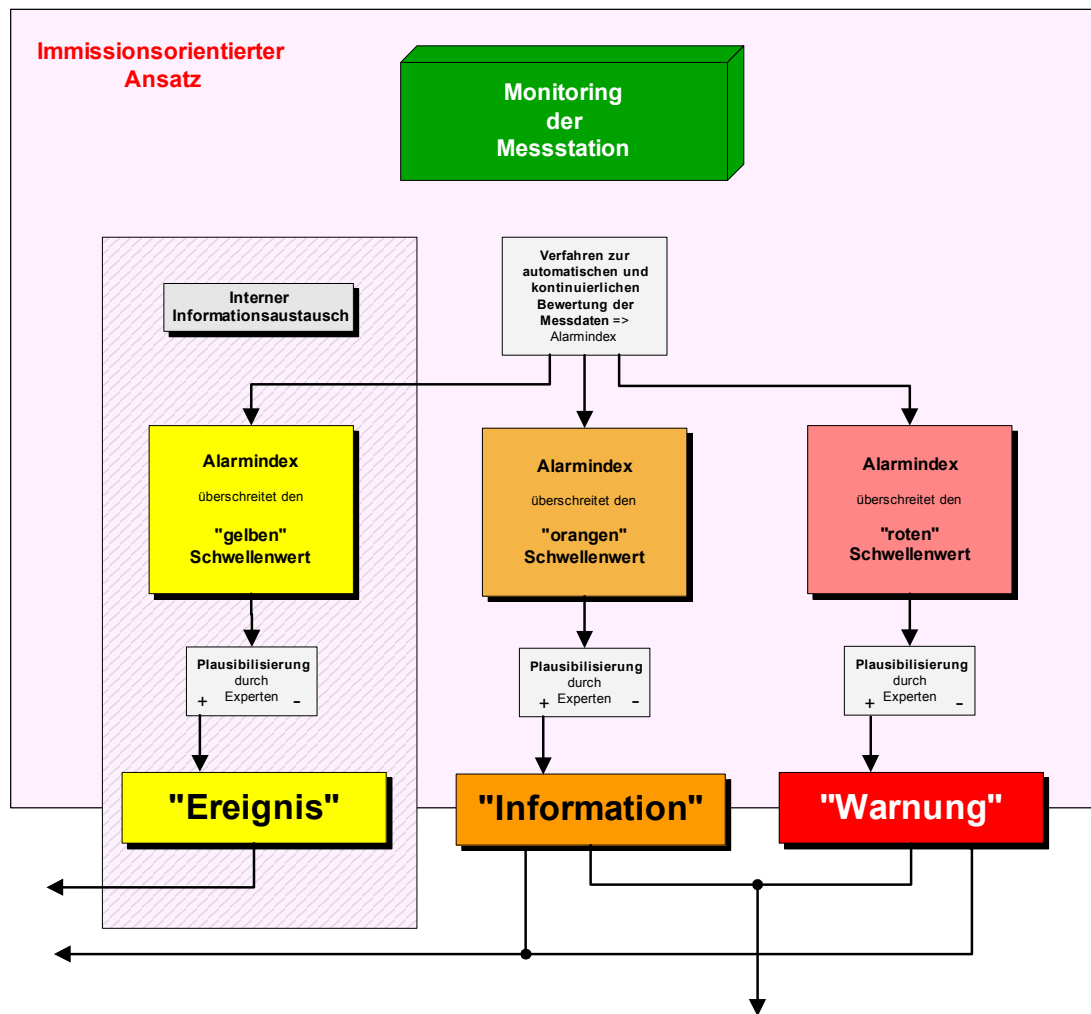 Immissionsorientierter
Ansatz
Monitoring
der
Messstation
Verfahren zur
automatischen und
kontinuierlichen
Bewertung der
Messdaten =>
Alarmindex
Interner
Informationsaustausch
Alarmindex
überschreitet den
"gelben"
Schwellenwert
Alarmindex
überschreitet den
"orangen"
Schwellenwert
Alarmindex
überschreitet den
"roten"
Schwellenwert
Plausibilisierung
durch
+ Experten -
Plausibilisierung
durch
+ Experten -
Plausibilisierung
durch
+ Experten -
"Ereignis"
"Information"
"Warnung"